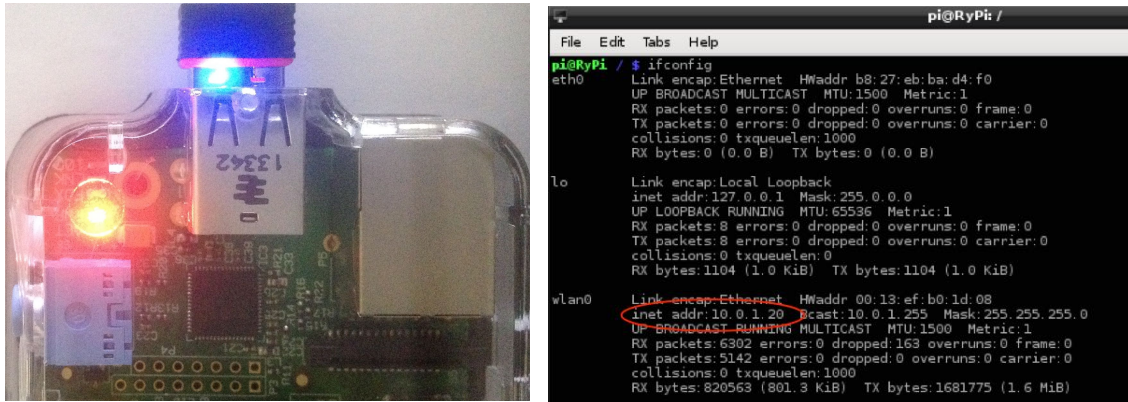 13342
P4
pi@RyPi: /
File Edit Tabs Help
pi@RyPi / $ ifconfig
eth0 Link encap:Ethernet HWaddr b8:27:eb:ba:d4:f0
UP BROADCAST MULTICAST MTU:1500 Metric:1
RX packets:0 errors:0 dropped:0 overruns:0 frame:0
TX packets:0 errors:0 dropped:0 overruns:0 carrier:0
collisions:0 txqueuelen:1000
RX bytes:0 (0.0 B) TX bytes:0 (0.0 B)
lo Link encap:Local Loopback
inet addr:127.0.0.1 Mask:255.0.0.0
UP LOOPBACK RUNNING MTU:65536 Metric:1
RX packets:8 errors:0 dropped:0 overruns:0 frame:0
TX packets:8 errors:0 dropped:0 overruns:0 carrier:0
collisions:0 txqueuelen:0
RX bytes:1104 (1.0 KiB) TX bytes:1104 (1.0 KiB)
wlan0 Link encap:Ethernet HWaddr 00:13:ef:b0:1d:08
inet addr:10.0.1.20 Bcast:10.0.1.255 Mask:255.255.255.0
UP BROADCAST RUNNING MULTICAST MTU:1500 Metric:1
RX packets:6302 errors:0 dropped:163 overruns:0 frame:0
TX packets:5142 errors:0 dropped:0 overruns:0 carrier:0
collisions:0 txqueuelen:1000
RX bytes:820563 (801.3 KiB) TX bytes:1681775 (1.6 MiB)